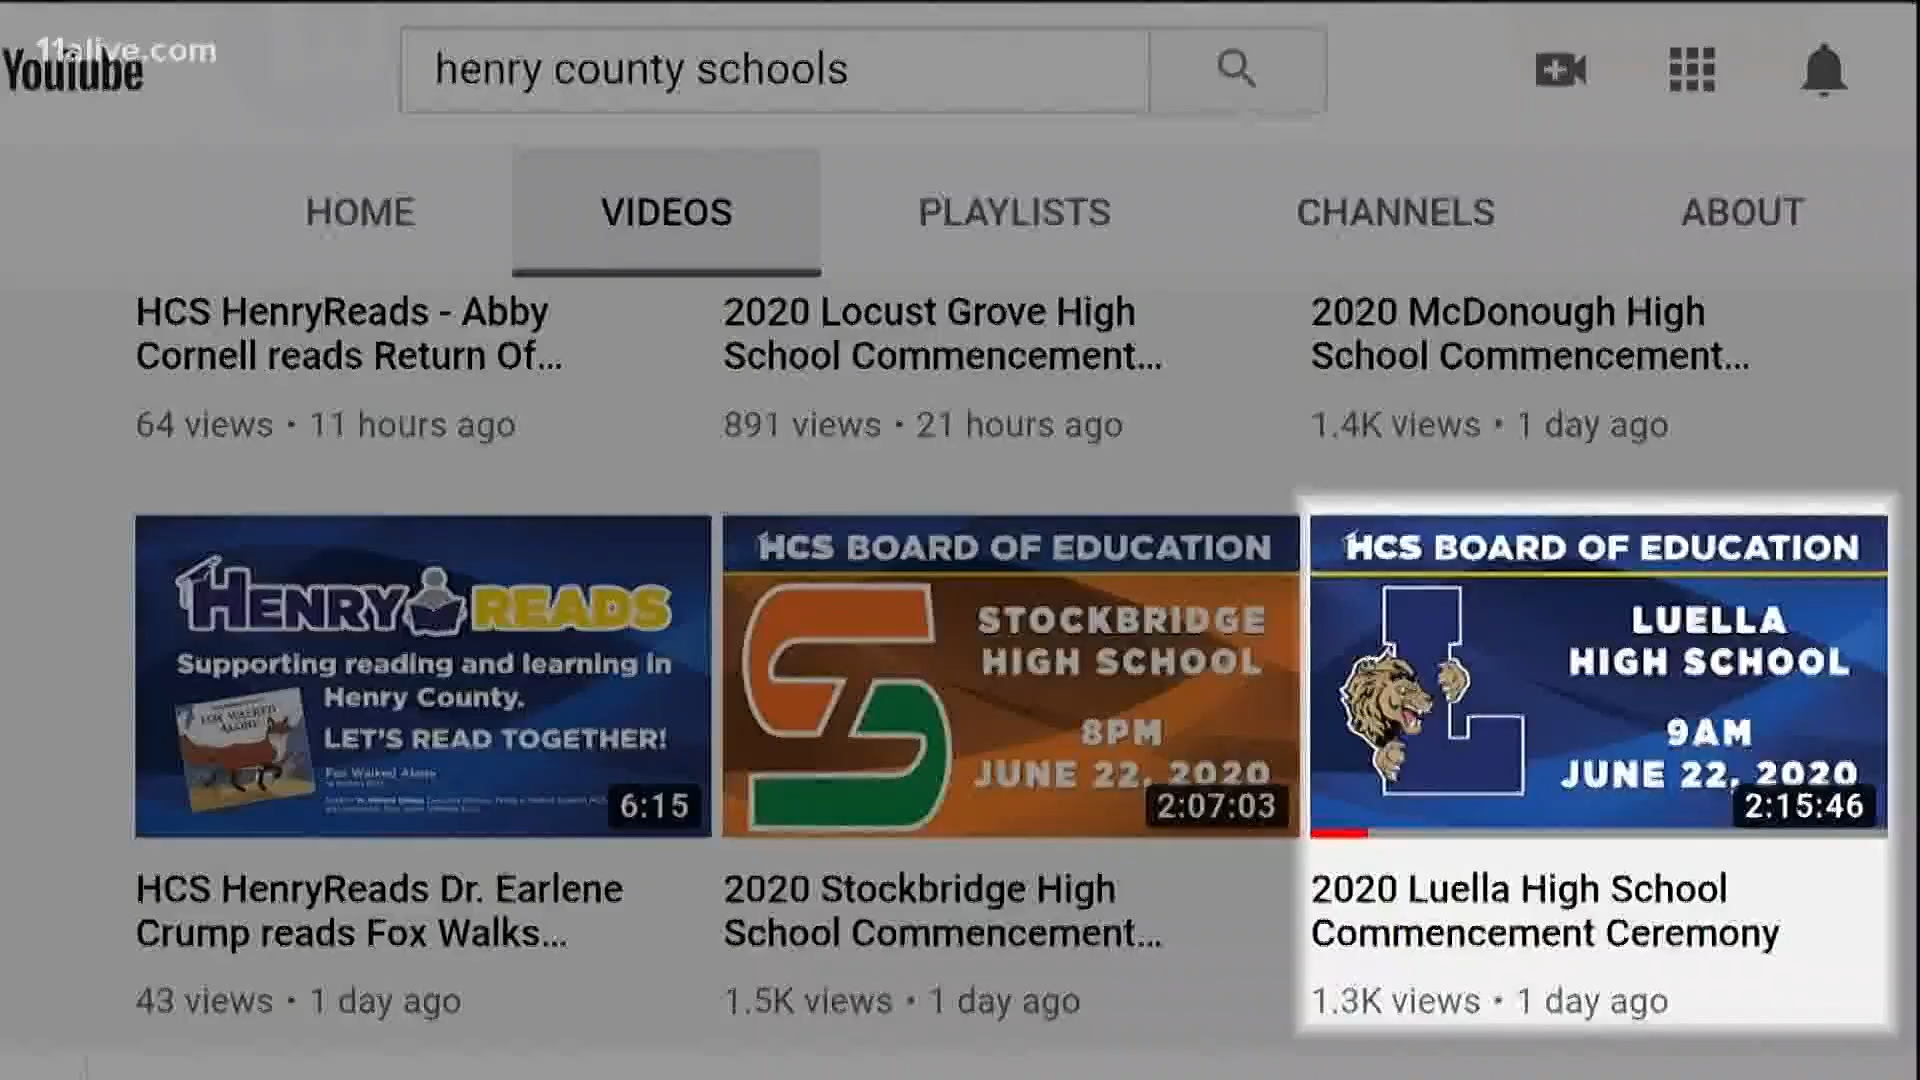 11alive.com
YouTube
henry county schools
HOME
VIDEOS
PLAYLISTS
CHANNELS
ABOUT
HCS HenryReads - Abby
Cornell reads Return Of...
64 views • 11 hours ago
2020 Locust Grove High
School Commencement...
891 views • 21 hours ago
2020 McDonough High
School Commencement...
1.4K views • 1 day ago
HENRY READS
Supporting reading and learning in
Henry County.
LET'S READ TOGETHER!
FOX WALKED
ALONE
Fox Walked Alone
6:15
HCS HenryReads Dr. Earlene
Crump reads Fox Walks...
43 views • 1 day ago
HCS BOARD OF EDUCATION
S
STOCKBRIDGE
HIGH SCHOOL
8PM
JUNE 22, 2020
2:07:03
2020 Stockbridge High
School Commencement...
1.5K views • 1 day ago
HCS BOARD OF EDUCATION
L
LUELLA
HIGH SCHOOL
9AM
JUNE 22, 2020
2:15:46
2020 Luella High School
Commencement Ceremony
1.3K views • 1 day ago